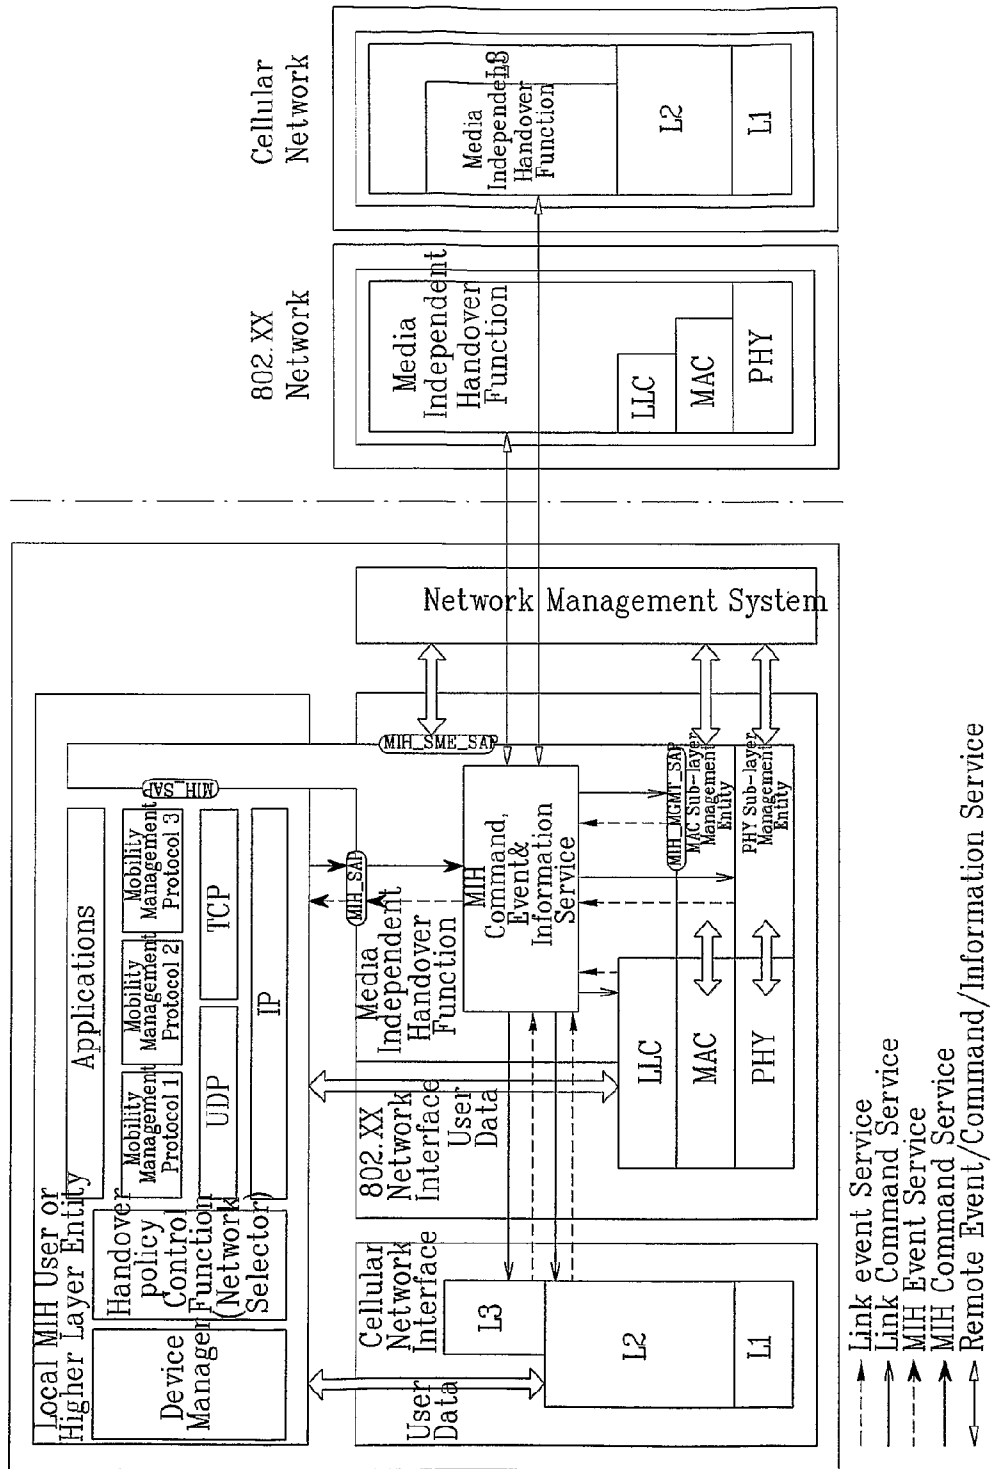 Local MIH User or
Higher Layer Entity
Device
Manager
Handover
policy
Control
Function
(Network
Selector)
Applications
Mobility
Management
Protocol 1
Mobility
Management
Protocol 2
Mobility
Management
Protocol 3
UDP
TCP
IP
MIH_SAP
MIH_SAP
MIH_SME_SAP
User
Data
Cellular
Network
Interface
L3
L2
L1
802.XX
Network
Interface
User
Data
Media
Independent
Handover
Function
MIH
Command,
Event&
Information
Service
LLC
MAC
PHY
MIH_MGMT_SAP
MAC Sub-layer
Management
Entity
PHY Sub-layer
Management
Entity
Network Management System
802.XX
Network
Media
Independent
Handover
Function
LLC
MAC
PHY
Cellular
Network
L3
Media
Independent
Handover
Function
L2
L1
Link event Service
Link Command Service
MIH Event Service
MIH Command Service
Remote Event/Command/Information Service